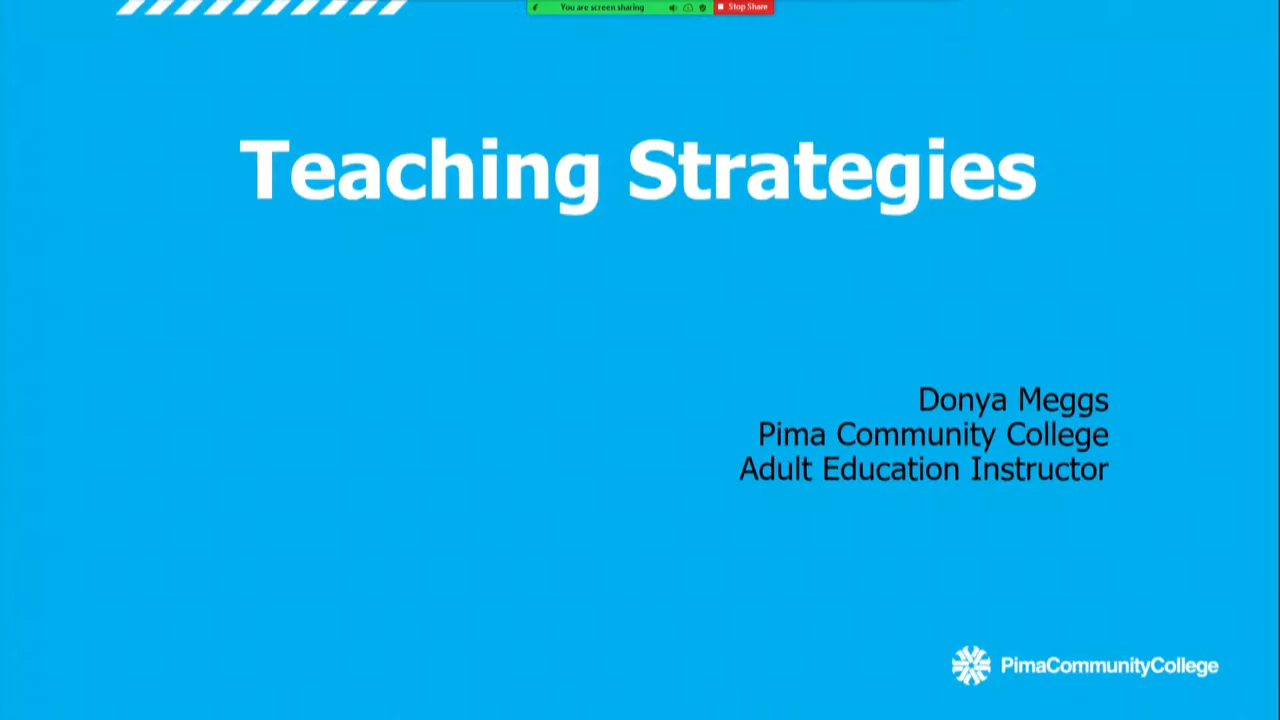 You are screen sharing
Stop Share
Teaching Strategies
Donya Meggs
Pima Community College
Adult Education Instructor
PimaCommunityCollege